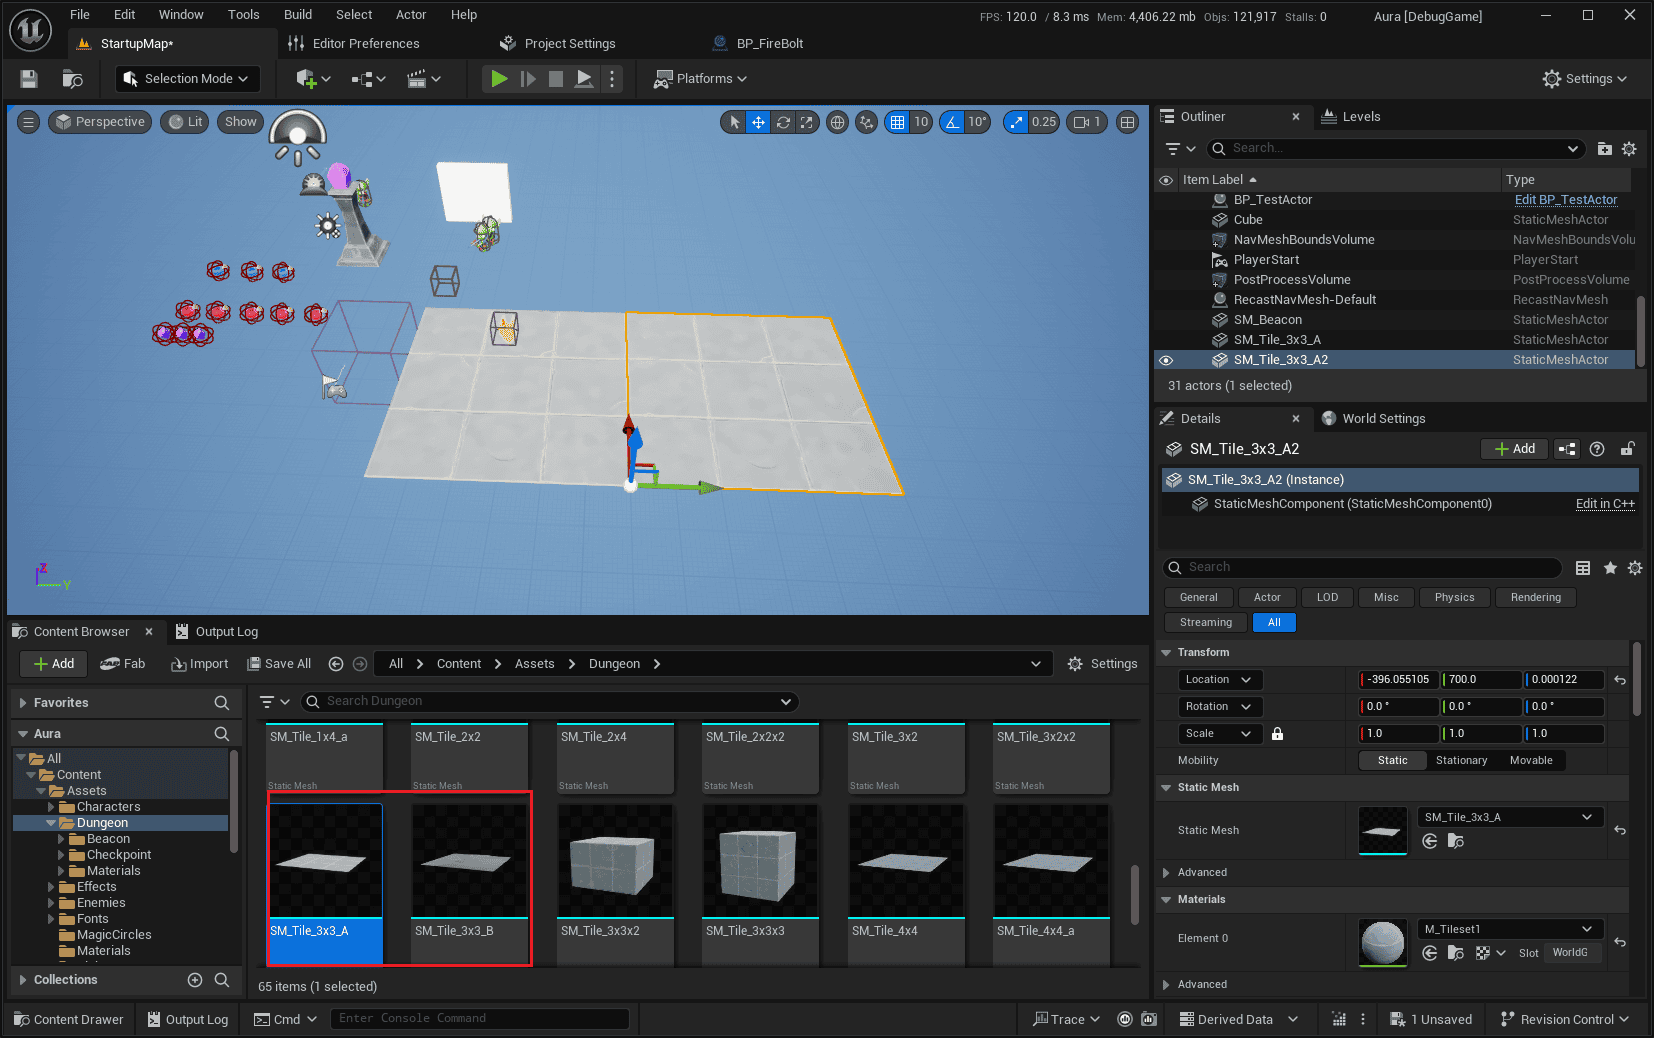 File Edit Window Tools Build Select Actor Help
FPS: 120.0 / 8.3 ms Mem: 4,406.22 mb Objs: 121,917 Stalls: 0
Aura [DebugGame]
StartupMap*
Editor Preferences
Project Settings
BP_FireBolt
Selection Mode
Platforms
Settings
Perspective
Lit
Show
10
10°
0.25
1
Z
Y
Outliner
Levels
Search...
Item Label
Type
BP_TestActor Edit BP_TestActor
Cube StaticMeshActor
NavMeshBoundsVolume NavMeshBoundsVolu
PlayerStart PlayerStart
PostProcessVolume PostProcessVolume
RecastNavMesh-Default RecastNavMesh
SM_Beacon StaticMeshActor
SM_Tile_3x3_A StaticMeshActor
SM_Tile_3x3_A2 StaticMeshActor
31 actors (1 selected)
Details
World Settings
SM_Tile_3x3_A2
Add
SM_Tile_3x3_A2 (Instance)
StaticMeshComponent (StaticMeshComponent0) Edit in C++
Search
General Actor LOD Misc Physics Rendering
Streaming All
Transform
Location -396.055105 700.0 0.000122
Rotation 0.0 ° 0.0 ° 0.0 °
Scale 1.0 1.0 1.0
Mobility Static Stationary Movable
Static Mesh
Static Mesh SM_Tile_3x3_A
Advanced
Materials
Element 0 M_Tileset1
Slot WorldG
Advanced
Content Browser
Output Log
Add Fab Import Save All All Content Assets Dungeon Settings
Favorites
Search Dungeon
Aura
All
Content
Assets
Characters
Dungeon
Beacon
Checkpoint
Materials
Effects
Enemies
Fonts
MagicCircles
Materials
Collections
SM_Tile_1x4_a SM_Tile_2x2 SM_Tile_2x4 SM_Tile_2x2x2 SM_Tile_3x2 SM_Tile_3x2x2
Static Mesh Static Mesh Static Mesh Static Mesh Static Mesh Static Mesh
SM_Tile_3x3_A SM_Tile_3x3_B SM_Tile_3x3x2 SM_Tile_3x3x3 SM_Tile_4x4 SM_Tile_4x4_a
65 items (1 selected)
Content Drawer Output Log Cmd Enter Console Command Trace Derived Data 1 Unsaved Revision Control